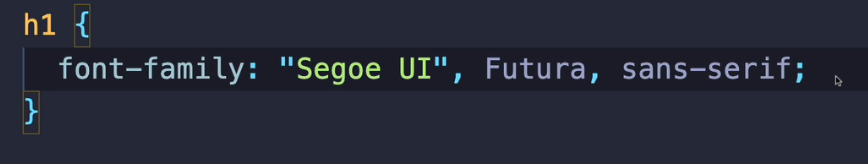 h1 {
font-family: "Segoe UI", Futura, sans-serif;
}